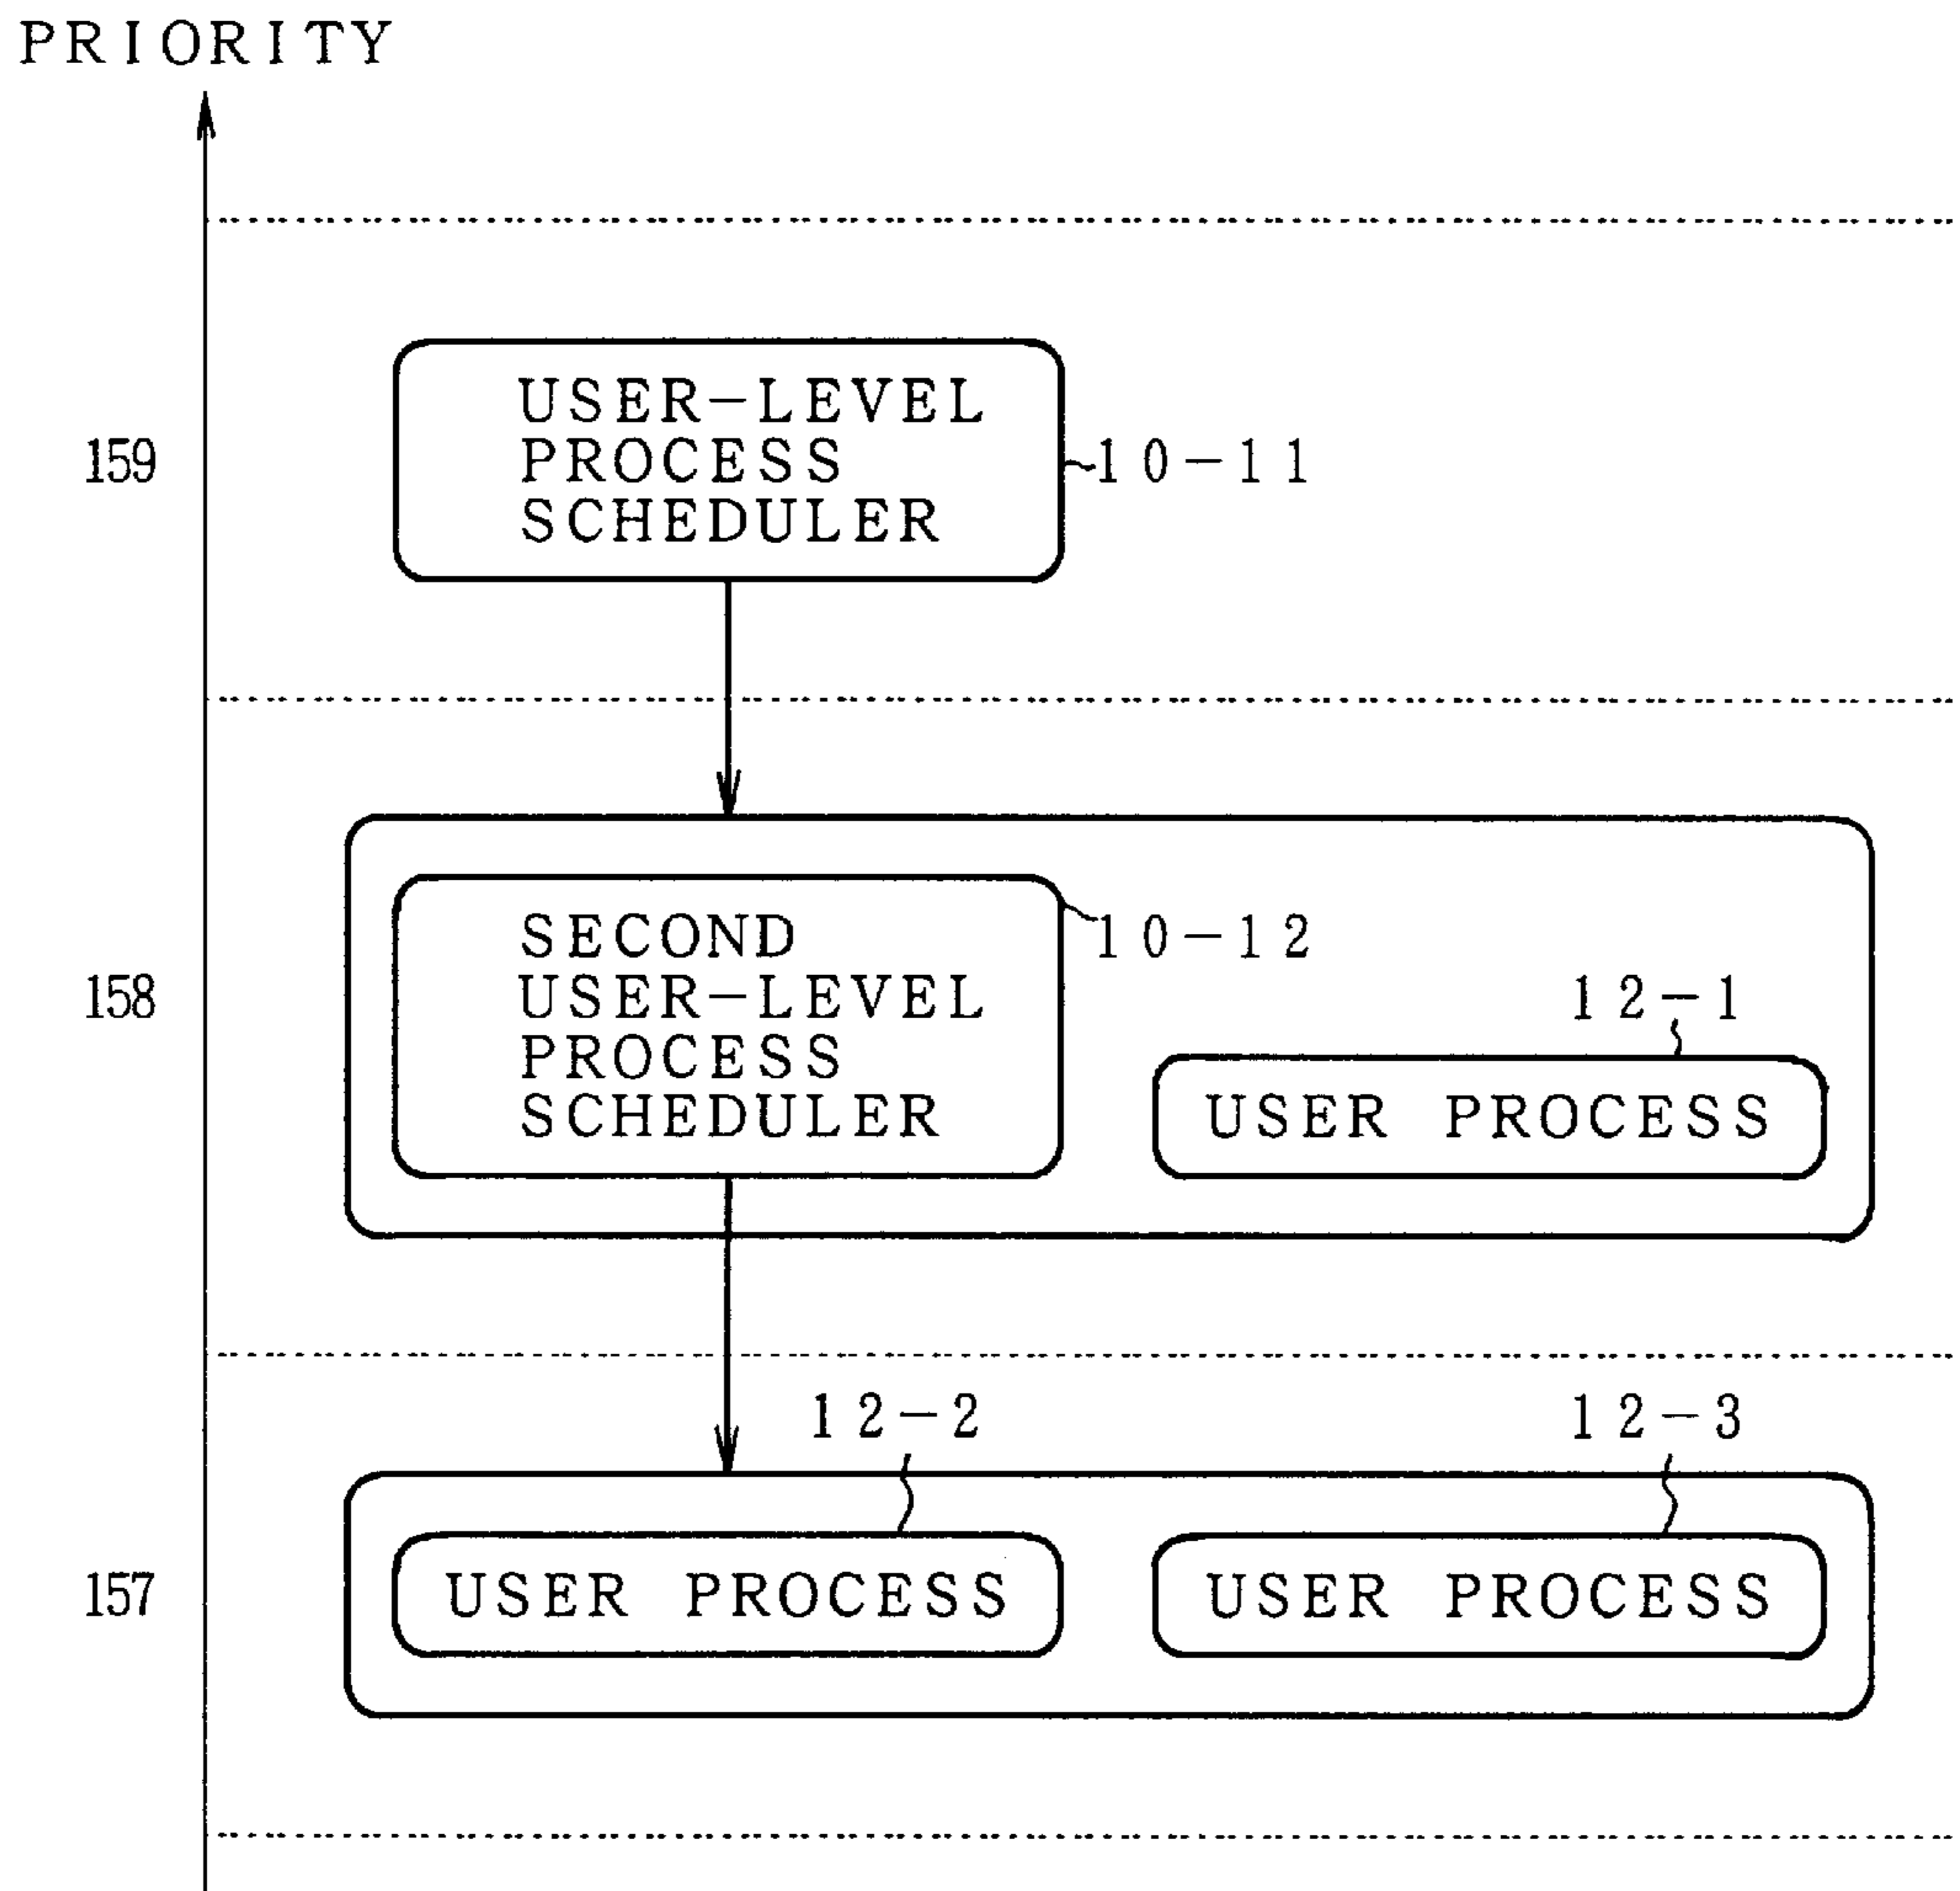 PRIORITY
USER-LEVEL
PROCESS
SCHEDULER
159
10-11
SECOND
USER-LEVEL
PROCESS
SCHEDULER
10-12
158
12-1
USER PROCESS
12-2
12-3
157
USER PROCESS
USER PROCESS